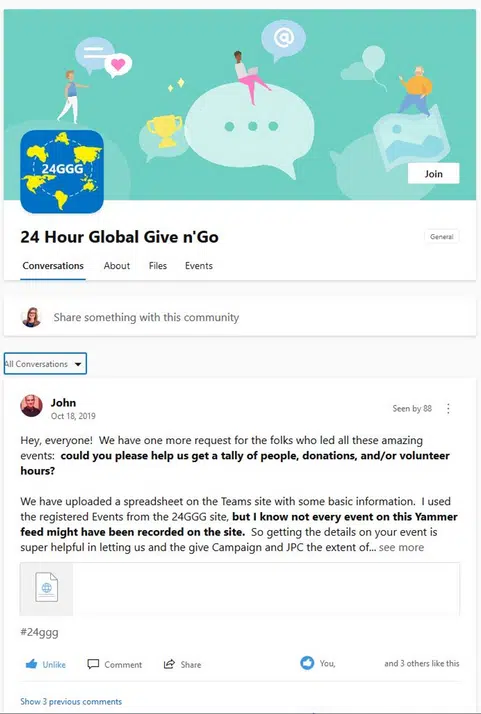 @
24GGG
Join
24 Hour Global Give n'Go
General
Conversations About Files Events
Share something with this community
All Conversations
John
Oct 18, 2019
Seen by 88
Hey, everyone! We have one more request for the folks who led all these amazing
events: could you please help us get a tally of people, donations, and/or volunteer
hours?
We have uploaded a spreadsheet on the Teams site with some basic information. I used
the registered Events from the 24GGG site, but I know not every event on this Yammer
feed might have been recorded on the site. So getting the details on your event is
super helpful in letting us and the give Campaign and JPC the extent of... see more
#24ggg
Unlike Comment Share You, and 3 others like this
Show 3 previous comments